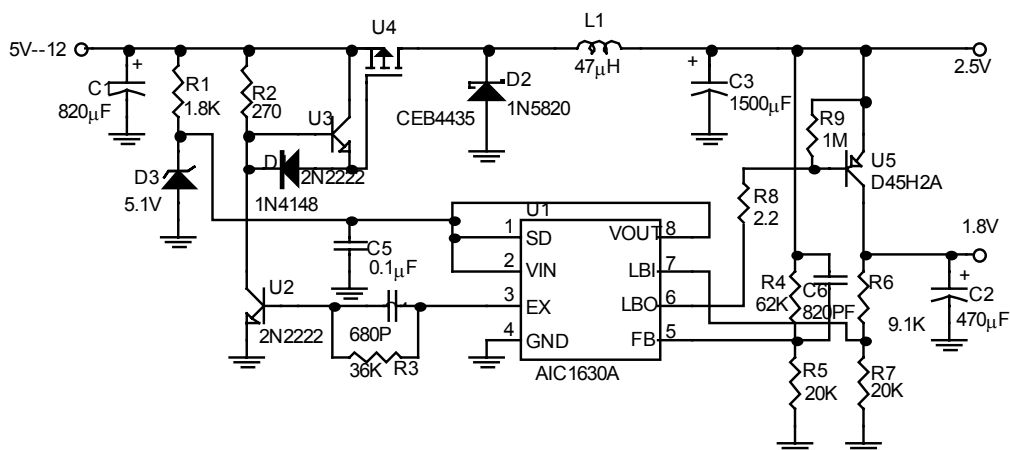 U4
L1
5V--12
2.5V
C1
+
820μF
R1
1.8K
R2
270
47μH
D2
1N5820
CEB4435
+
C3
1500μF
U3
R9
1M
D3
5.1V
D
2N2222
1N4148
U5
D45H2A
R8
2.2
U1
1
SD
VOUT
8
2
VIN
LBI
7
3
EX
LBO
6
4
GND
FB
5
AIC1630A
C5
0.1μF
1.8V
U2
2N2222
680P
36K
R3
R4
62K
C6
820PF
R6
9.1K
+
C2
470μF
R5
20K
R7
20K